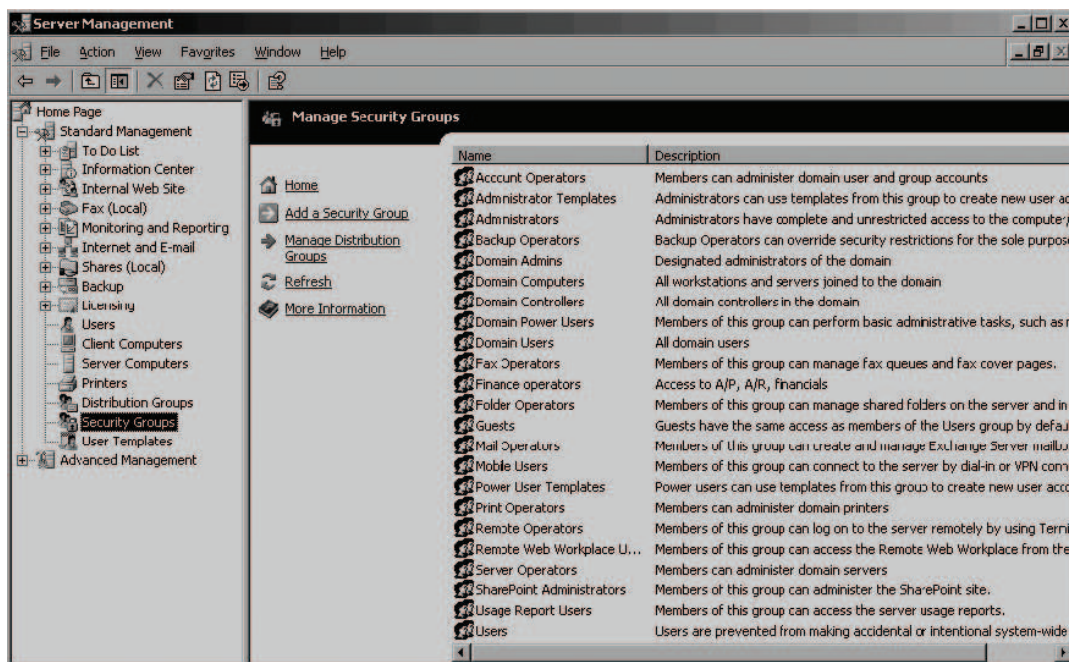 Server Management
File Action View Favorites Window Help
Home Page
Standard Management
To Do List
Information Center
Internal Web Site
Fax (Local)
Monitoring and Reporting
Internet and E-mail
Shares (Local)
Backup
Licensing
Users
Client Computers
Server Computers
Printers
Distribution Groups
Security Groups
User Templates
Advanced Management
Manage Security Groups
Home
Add a Security Group
Manage Distribution
Groups
Refresh
More Information
Name Description
Account Operators Members can administer domain user and group accounts
Administrator Templates Administrators can use templates from this group to create new user ac
Administrators Administrators have complete and unrestricted access to the computer,
Backup Operators Backup Operators can override security restrictions for the sole purpose
Domain Admins Designated administrators of the domain
Domain Computers All workstations and servers joined to the domain
Domain Controllers All domain controllers in the domain
Domain Power Users Members of this group can perform basic administrative tasks, such as
Domain Users All domain users
Fax Operators Members of this group can manage fax queues and fax cover pages.
Finance operators Access to A/P, A/R, financials
Folder Operators Members of this group can manage shared folders on the server and in
Guests Guests have the same access as members of the Users group by defau
Mail Operators Members of this group can create and manage Exchange Server mailbo
Mobile Users Members of this group can connect to the server by dial-in or VPN conn
Power User Templates Power users can use templates from this group to create new user acco
Print Operators Members can administer domain printers
Remote Operators Members of this group can log on to the server remotely by using Termi
Remote Web Workplace U... Members of this group can access the Remote Web Workplace from the
Server Operators Members can administer domain servers
SharePoint Administrators Members of this group can administer the SharePoint site.
Usage Report Users Members of this group can access the server usage reports.
Users Users are prevented from making accidental or intentional system-wide